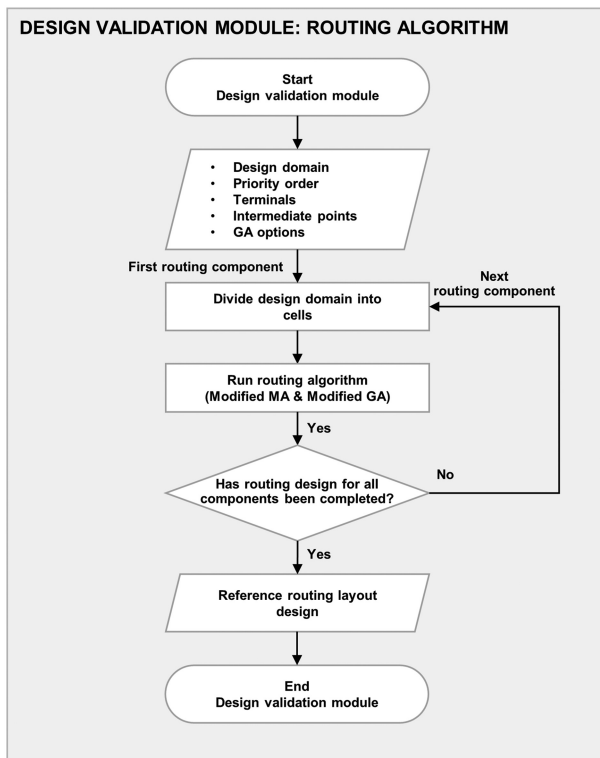 DESIGN VALIDATION MODULE: ROUTING ALGORITHM
Start
Design validation module
• Design domain
• Priority order
• Terminals
• Intermediate points
• GA options
First routing component
Next
routing component
Divide design domain into
cells
Run routing algorithm
(Modified MA & Modified GA)
Yes
Has routing design for all
components been completed?
No
Yes
Reference routing layout
design
End
Design validation module